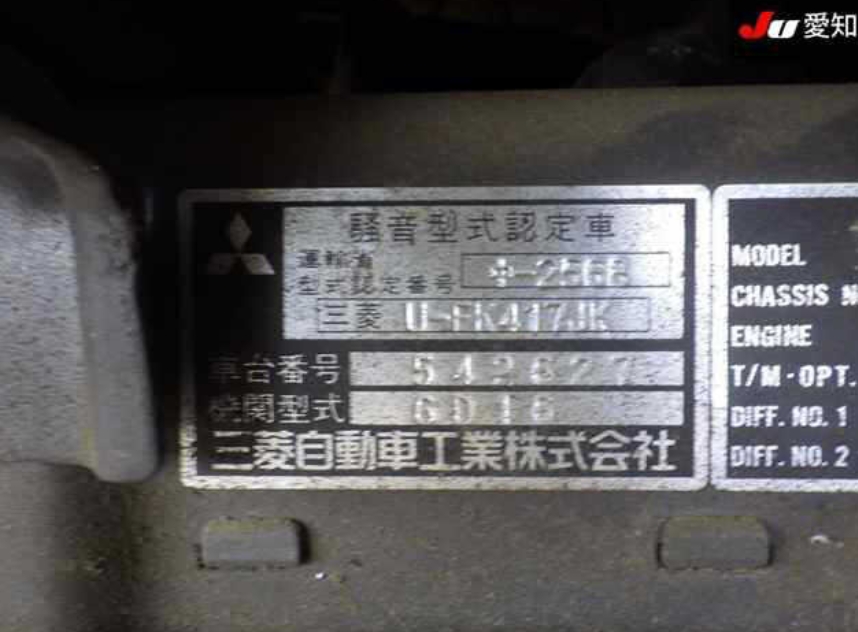 JU 愛知
騒音型式認定車
運輸省
型式認定番号 申-2568
三菱 U-FK417JK
車台番号 542627
機関型式 6D16
三菱自動車工業株式会社
MODEL
CHASSIS N
ENGINE
T/M-OPT.
DIFF. NO. 1
DIFF. NO. 2